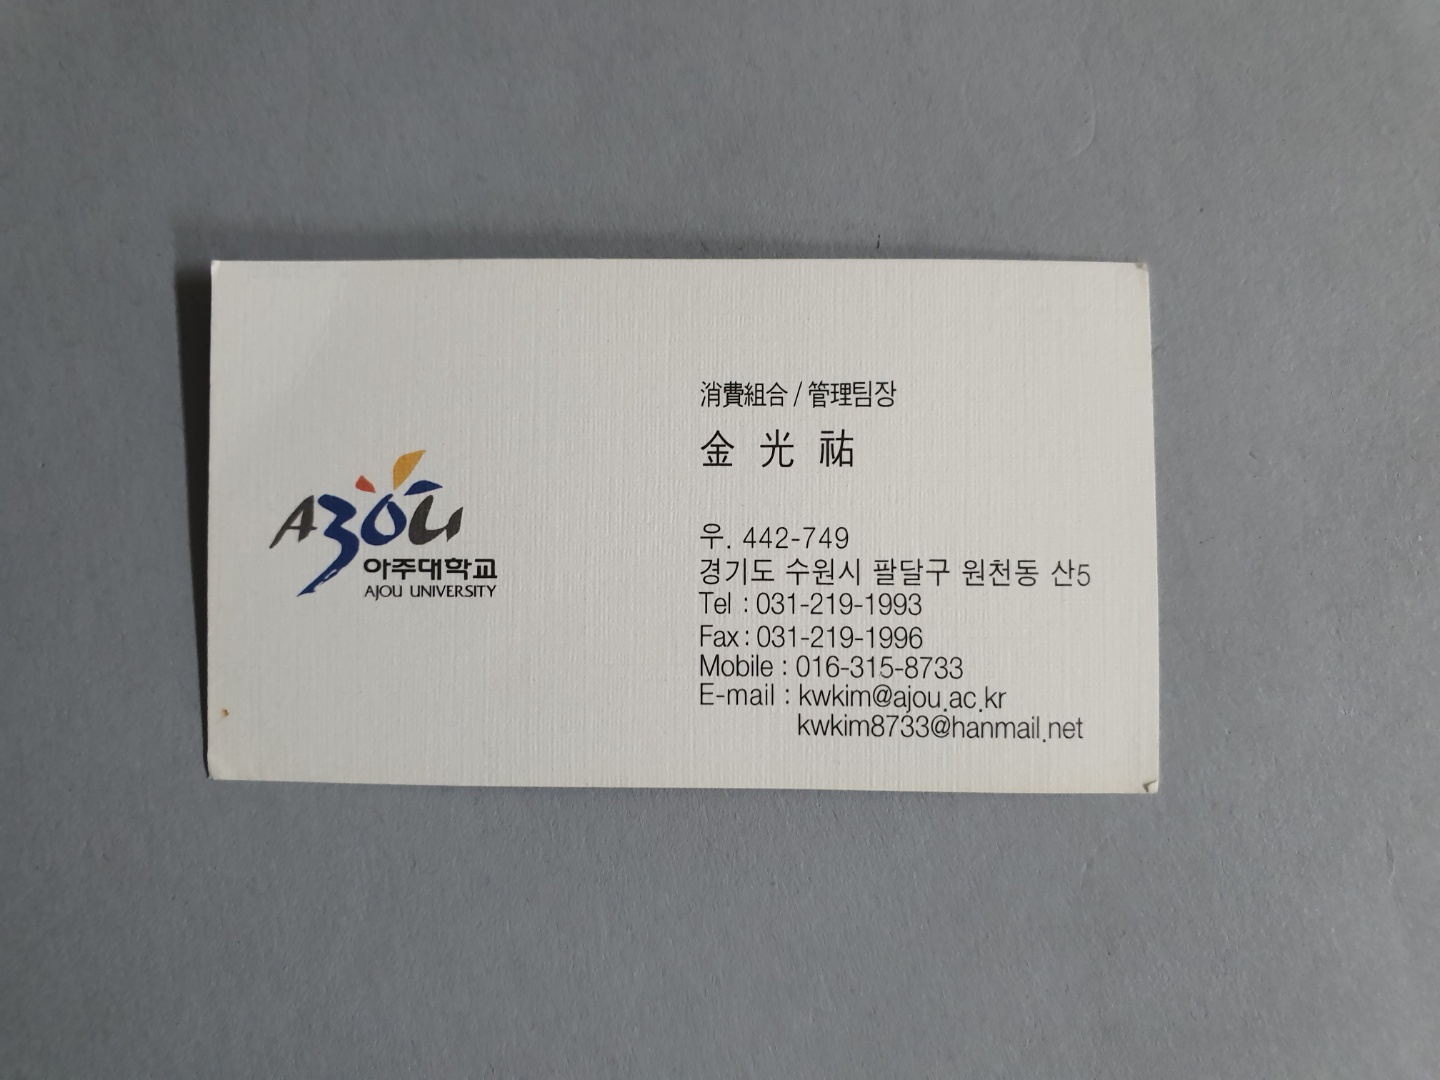 AJOU
아주대학교
AJOU UNIVERSITY
消費組合 / 管理팀장
金 光 祐
우. 442-749
경기도 수원시 팔달구 원천동 산5
Tel : 031-219-1993
Fax : 031-219-1996
Mobile : 016-315-8733
E-mail : kwkim@ajou.ac.kr
kwkim8733@hanmail.net